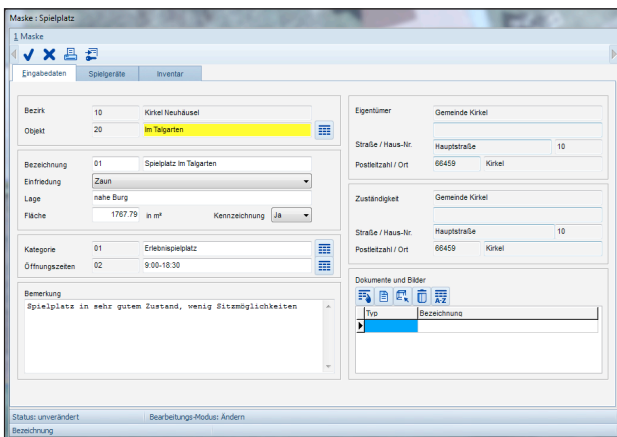 Maske : Spielplatz
1 Maske
Eingabedaten Spielgeräte Inventar
Bezirk 10 Kirkel Neuhäusel
Objekt 20 Im Talgarten
Bezeichnung 01 Spielplatz Im Talgarten
Einfriedung Zaun
Lage nahe Burg
Fläche 1767.79 in m² Kennzeichnung Ja
Kategorie 01 Erlebnispielplatz
Öffnungszeiten 02 9:00-18:30
Bemerkung
Spielplatz in sehr gutem Zustand, wenig Sitzmöglichkeiten
Eigentümer Gemeinde Kirkel
Straße / Haus-Nr. Hauptstraße 10
Postleitzahl / Ort 66459 Kirkel
Zuständigkeit Gemeinde Kirkel
Straße / Haus-Nr. Hauptstraße 10
Postleitzahl / Ort 66459 Kirkel
Dokumente und Bilder
A-Z
Typ Bezeichnung
Status: unverändert Bearbeitungs-Modus: Ändern
Bezeichnung